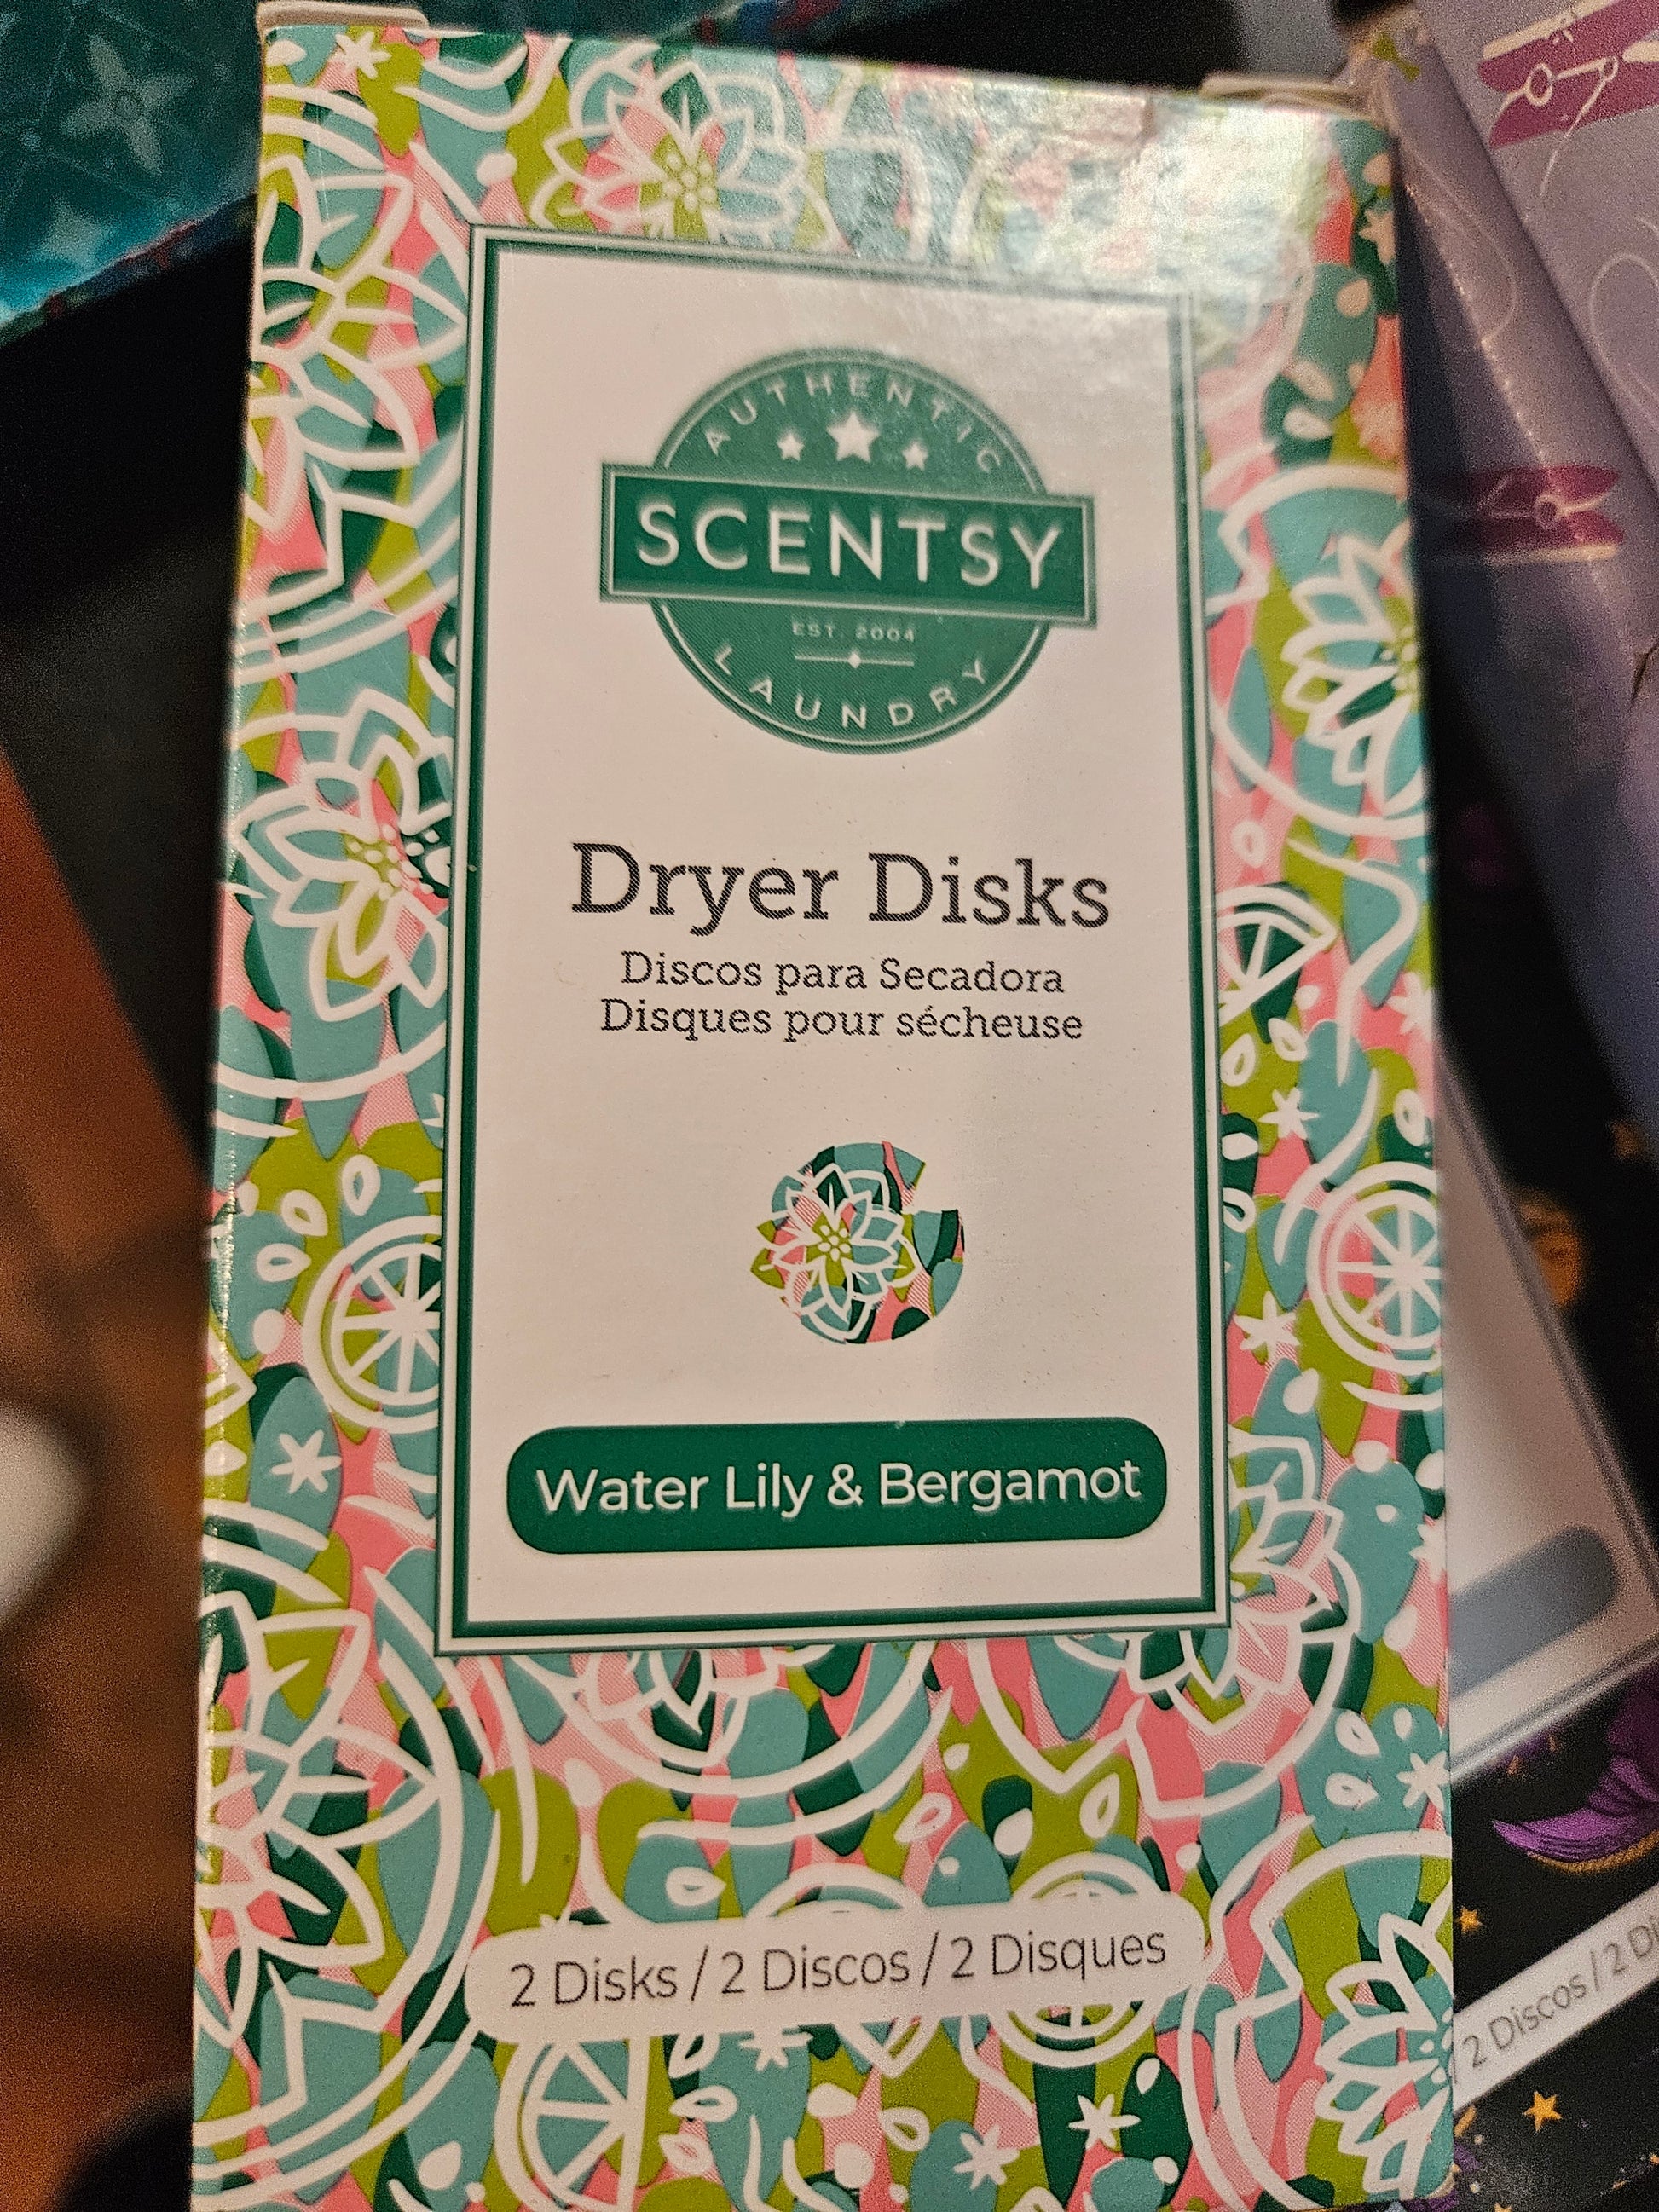 AUTHENTIC
SCENTSY
EST. 2004
LAUNDRY
Dryer Disks
Discos para Secadora
Disques pour sécheuse
Water Lily & Bergamot
2 Disks / 2 Discos / 2 Disques
/ 2 Discos / 2